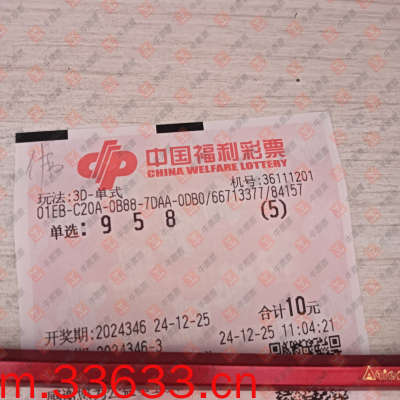 中国福利彩票
CHINA WELFARE LOTTERY
玩法:3D-单式
机号:36111201
01EB-C20A-0B88-7DAA-0DB0/66713377/84157
单选: 9 5 8 (5)
合计10元
开奖期:2024346 24-12-25
24-12-25 11:04:21
2024346-3
m.33633.cn